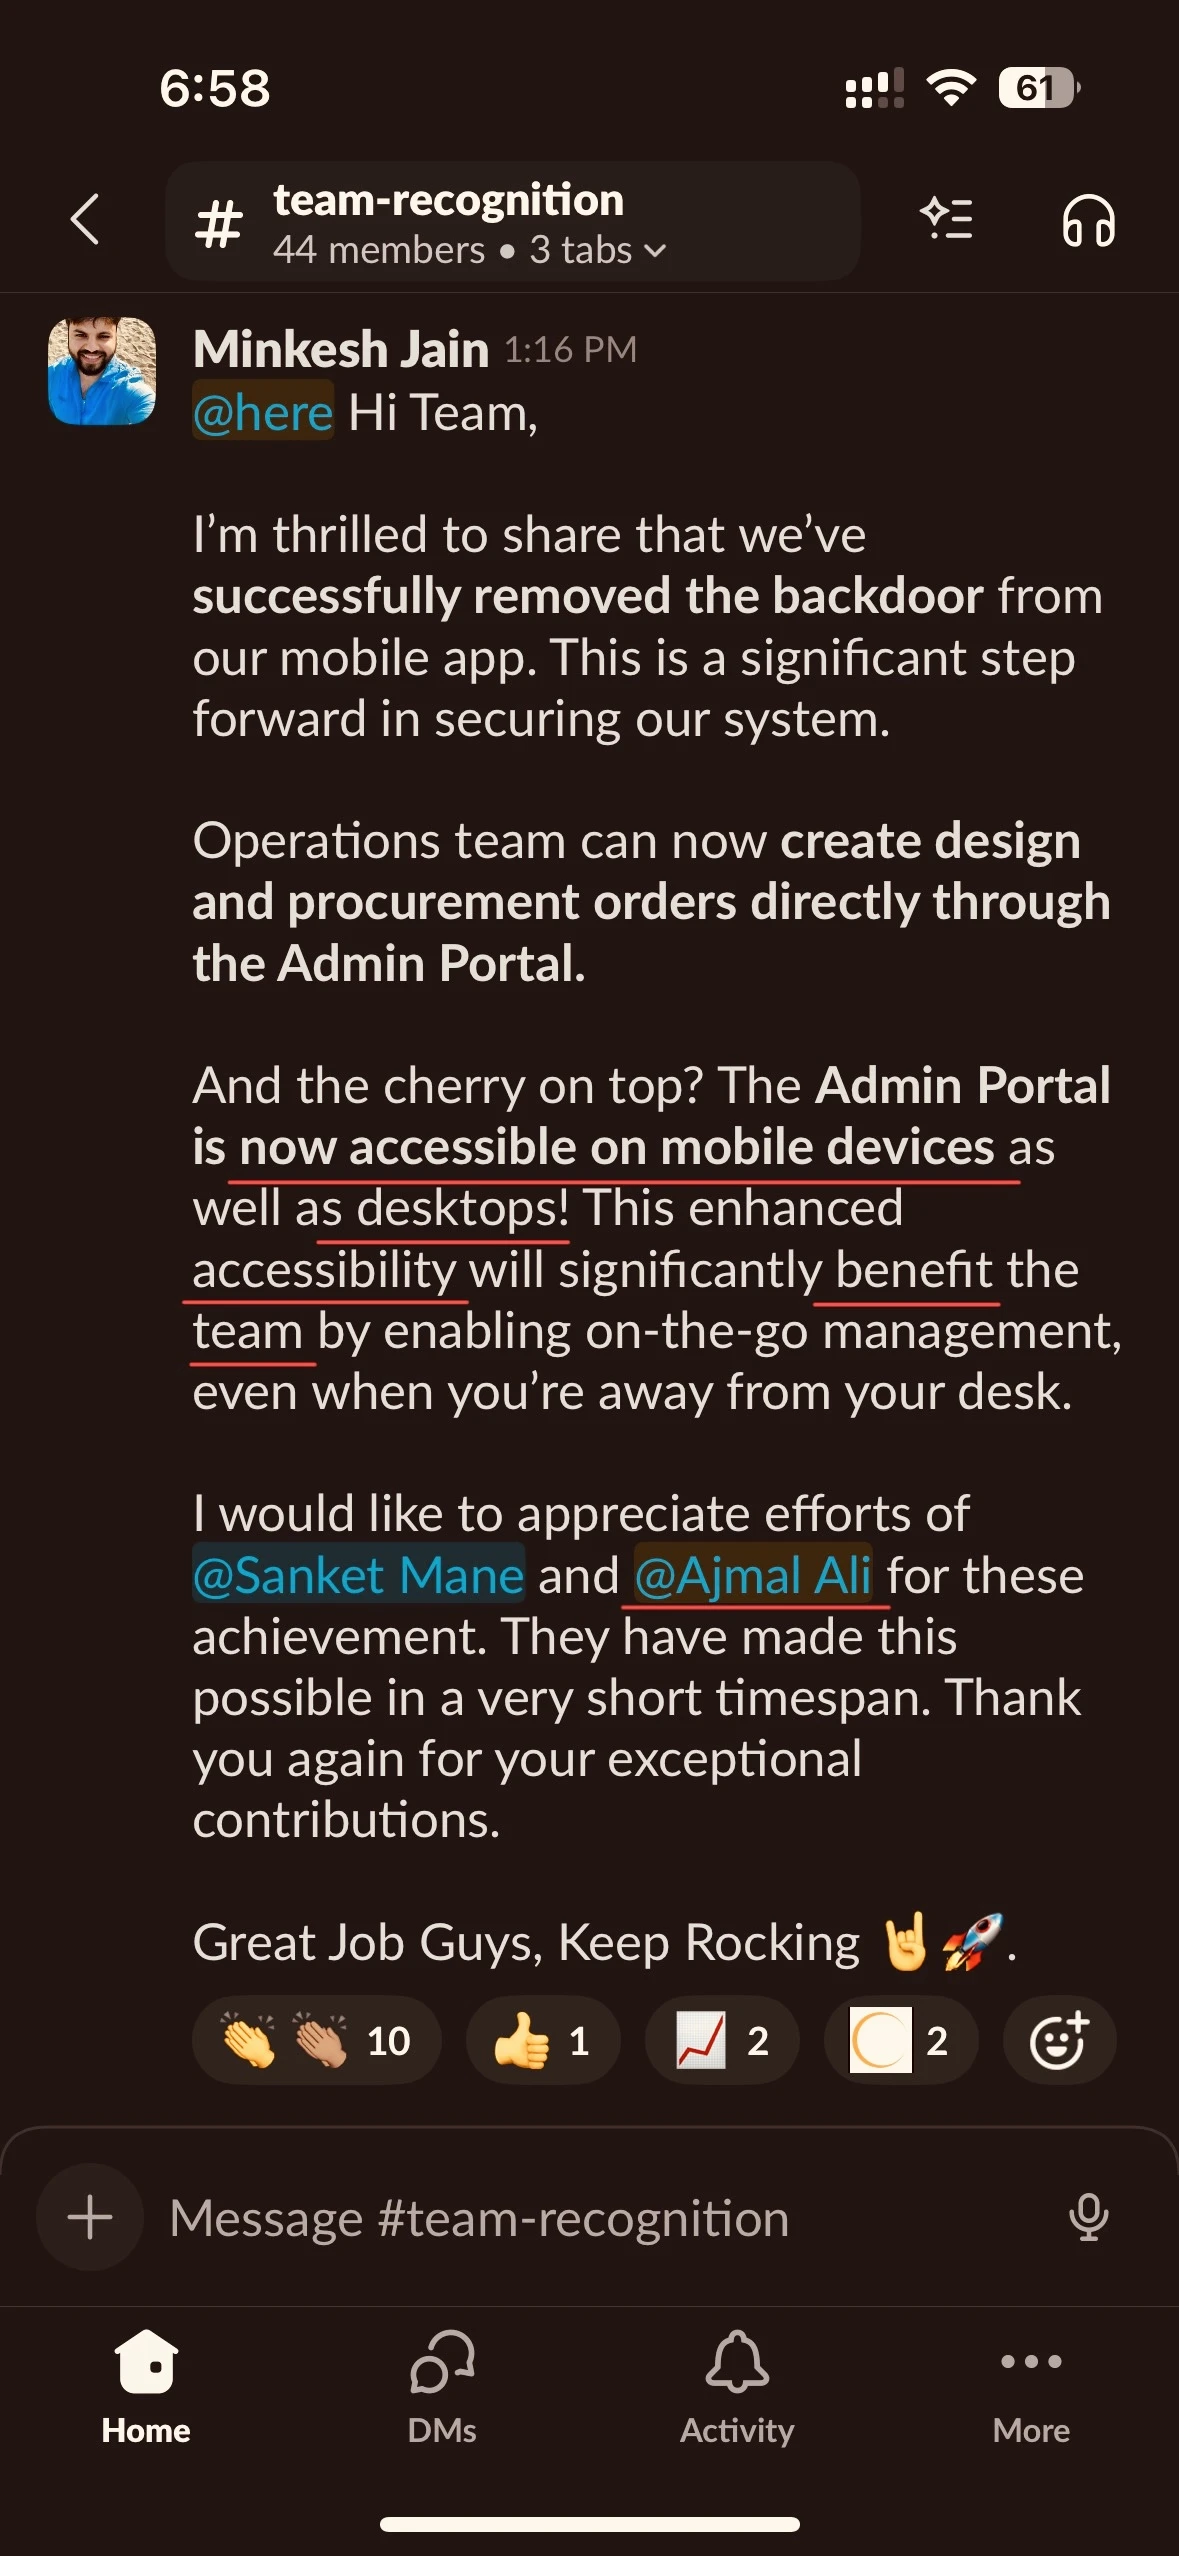 6:58
61
# team-recognition
44 members • 3 tabs
Minkesh Jain 1:16 PM
@here Hi Team,
I’m thrilled to share that we’ve
successfully removed the backdoor from
our mobile app. This is a significant step
forward in securing our system.
Operations team can now create design
and procurement orders directly through
the Admin Portal.
And the cherry on top? The Admin Portal
is now accessible on mobile devices as
well as desktops! This enhanced
accessibility will significantly benefit the
team by enabling on-the-go management,
even when you’re away from your desk.
I would like to appreciate efforts of
@Sanket Mane and @Ajmal Ali for these
achievement. They have made this
possible in a very short timespan. Thank
you again for your exceptional
contributions.
Great Job Guys, Keep Rocking 🤘🚀.
👏👏🏽 10 👍 1 📈 2 2
Message #team-recognition
Home DMs Activity More